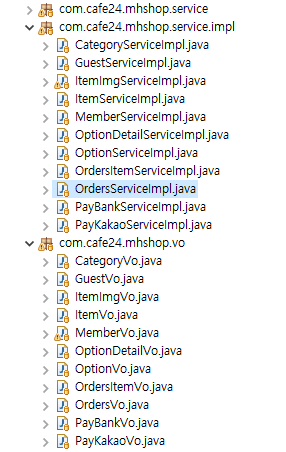 com.cafe24.mhshop.service
com.cafe24.mhshop.service.impl
CategoryServiceImpl.java
GuestServiceImpl.java
ItemImgServiceImpl.java
ItemServiceImpl.java
MemberServiceImpl.java
OptionDetailServiceImpl.java
OptionServiceImpl.java
OrdersItemServiceImpl.java
OrdersServiceImpl.java
PayBankServiceImpl.java
PayKakaoServiceImpl.java
com.cafe24.mhshop.vo
CategoryVo.java
GuestVo.java
ItemImgVo.java
ItemVo.java
MemberVo.java
OptionDetailVo.java
OptionVo.java
OrdersItemVo.java
OrdersVo.java
PayBankVo.java
PayKakaoVo.java